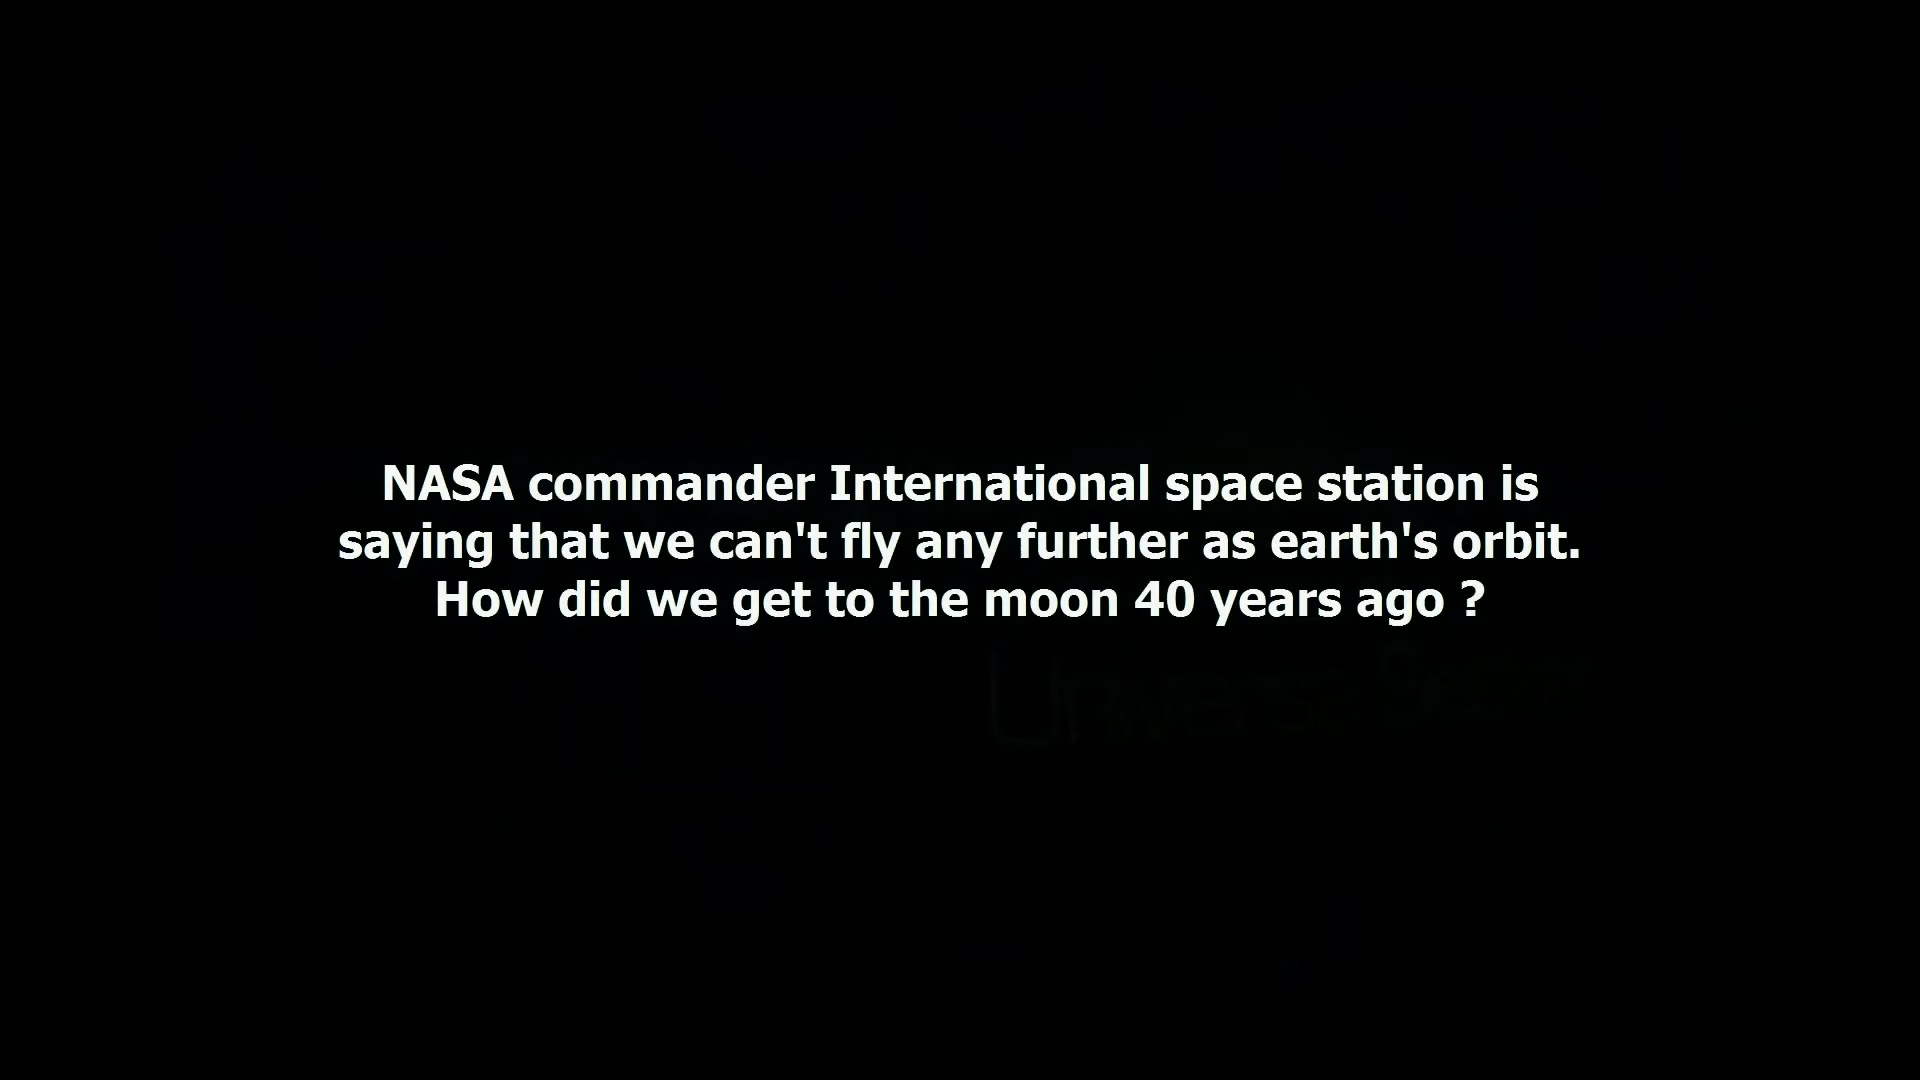 NASA commander International space station is
saying that we can't fly any further as earth's orbit.
How did we get to the moon 40 years ago ?